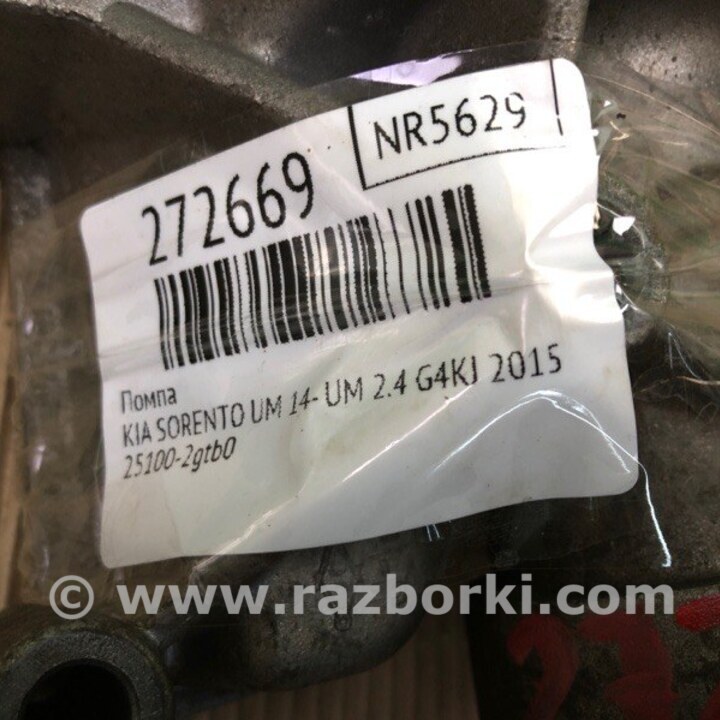 NR5629
272669
Помпа
KIA SORENTO UM 14- UM 2.4 G4KJ 2015
25100-2gtb0
© www.razborki.com